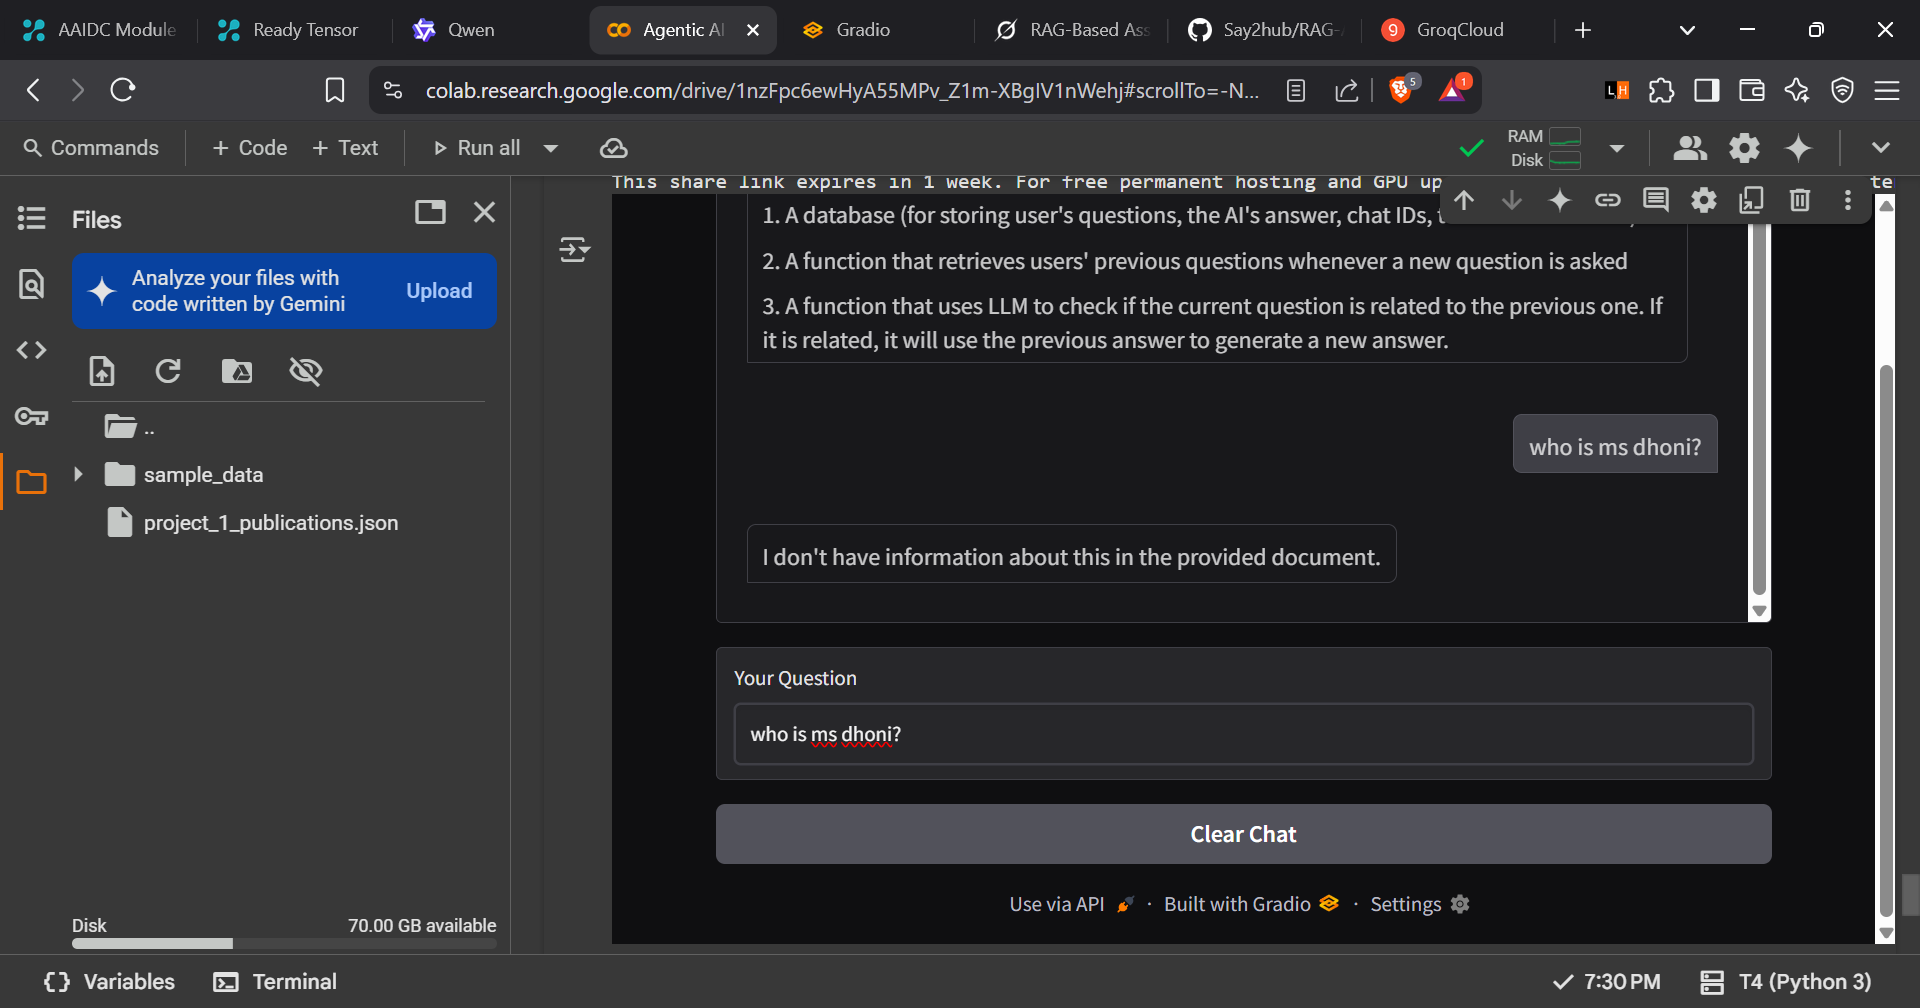 AAIDC Module
Ready Tensor
Qwen
Agentic AI
Gradio
RAG-Based Ass
Say2hub/RAG-
9
GroqCloud
colab.research.google.com/drive/1nzFpc6ewHyA55MPv_Z1m-XBgIV1nWehj#scrollTo=-N...
5
1
Commands
+ Code
+ Text
Run all
RAM
Disk
Files
Analyze your files with
code written by Gemini
Upload
..
sample_data
project_1_publications.json
Disk
70.00 GB available
This share link expires in 1 week. For free permanent hosting and GPU up
te
1. A database (for storing user's questions, the AI's answer, chat IDs,
2. A function that retrieves users' previous questions whenever a new question is asked
3. A function that uses LLM to check if the current question is related to the previous one. If
it is related, it will use the previous answer to generate a new answer.
who is ms dhoni?
I don't have information about this in the provided document.
Your Question
who is ms dhoni?
Clear Chat
Use via API · Built with Gradio · Settings
{} Variables
Terminal
7:30 PM
T4 (Python 3)